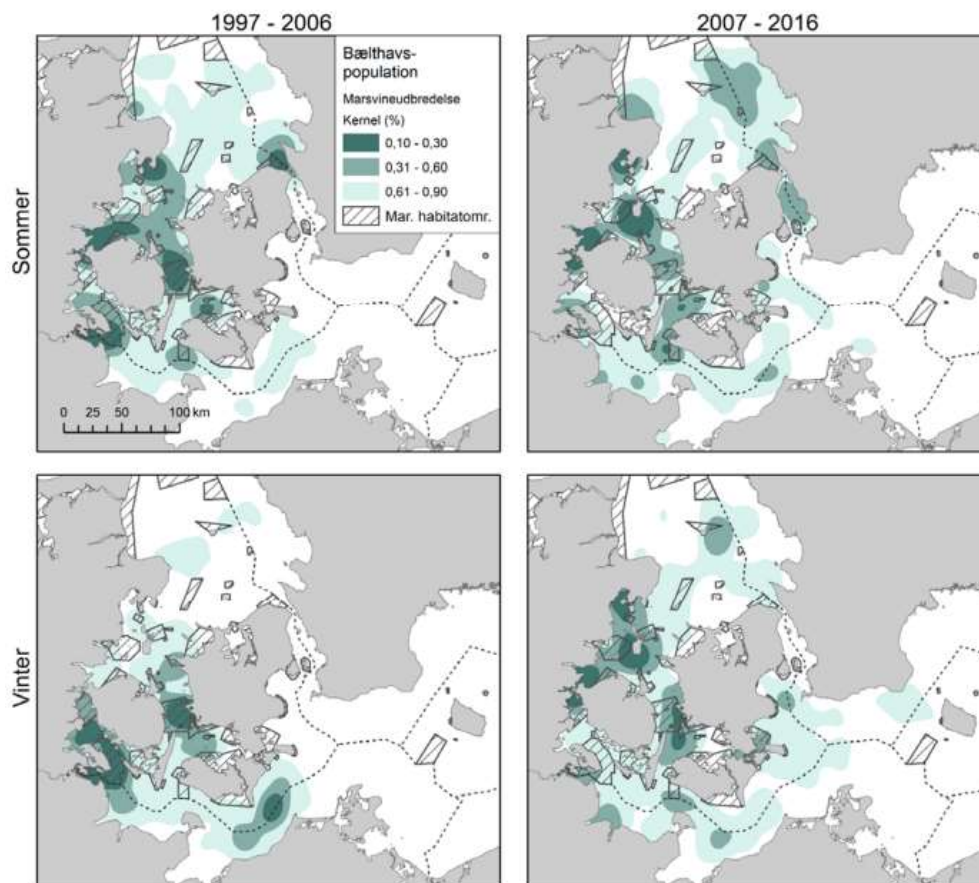 1997 - 2006
2007 - 2016
Sommer
Bælthavs-
population
Marsvineudbredelse
Kernel (%)
0,10 - 0,30
0,31 - 0,60
0,61 - 0,90
Mar. habitatomr.
0 25 50 100 km
Vinter